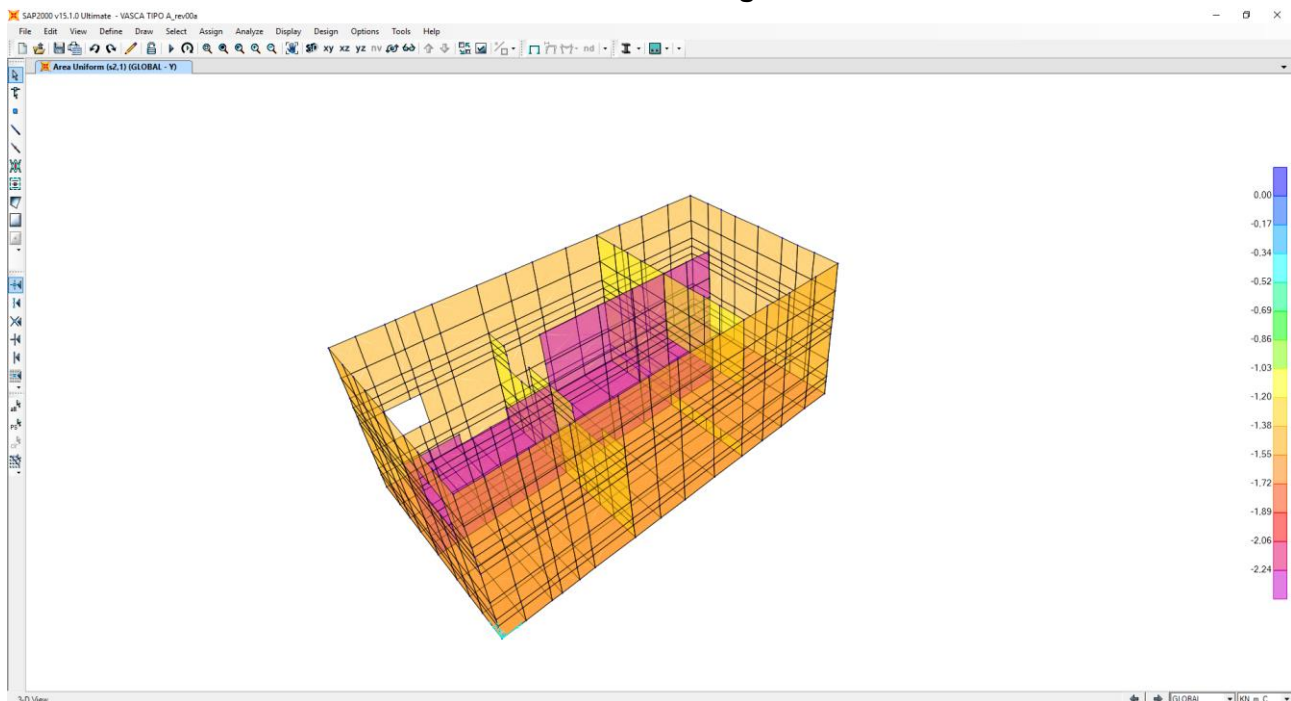 SAP2000 v15.1.0 Ultimate - VASCA TIPO A_rev00a
File Edit View Define Draw Select Assign Analyze Display Design Options Tools Help
xy xz yz nv nd
Area Uniform (s2,1) (GLOBAL - Y)
0.00
-0.17
-0.34
-0.52
-0.69
-0.86
-1.03
-1.20
-1.38
-1.55
-1.72
-1.89
-2.06
-2.24
3-D View
GLOBAL
KN, m, C